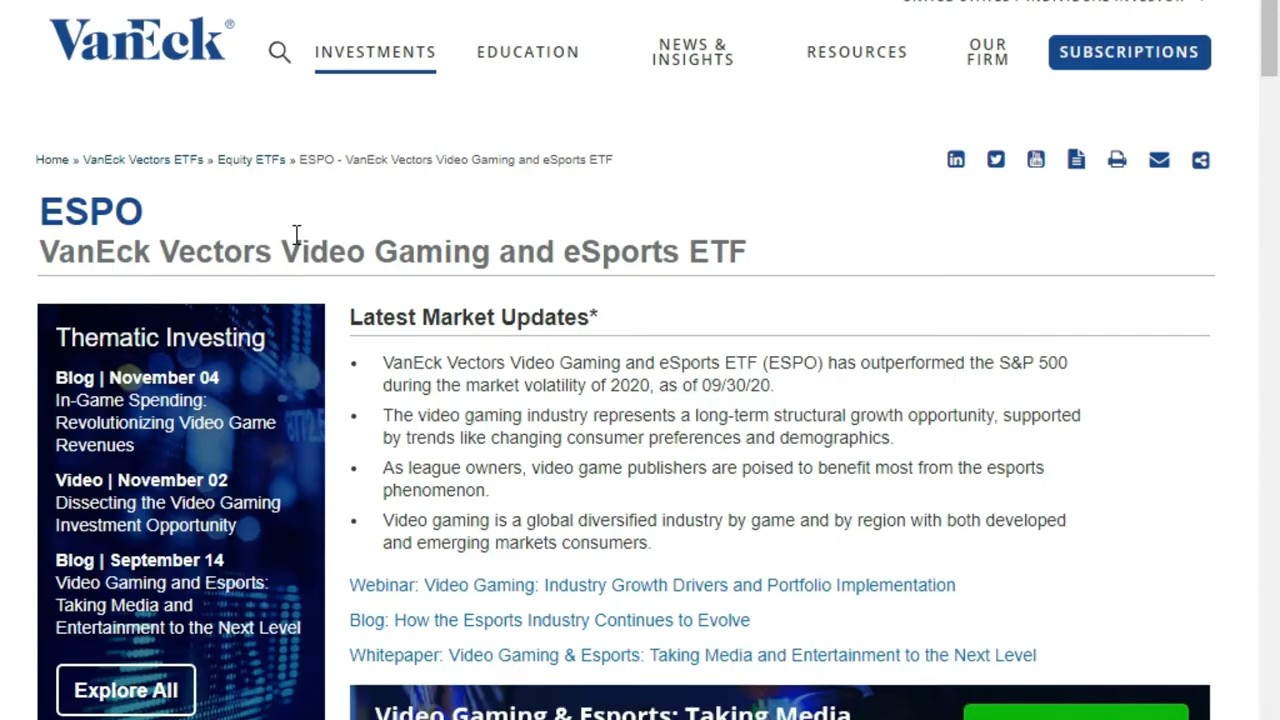 VanEck®
INVESTMENTS
EDUCATION
NEWS &
INSIGHTS
RESOURCES
OUR
FIRM
SUBSCRIPTIONS
Home » VanEck Vectors ETFs » Equity ETFs » ESPO - VanEck Vectors Video Gaming and eSports ETF
ESPO
VanEck Vectors Video Gaming and eSports ETF
Thematic Investing
Blog | November 04
In-Game Spending:
Revolutionizing Video Game
Revenues
Video | November 02
Dissecting the Video Gaming
Investment Opportunity
Blog | September 14
Video Gaming and Esports:
Taking Media and
Entertainment to the Next Level
Explore All
Latest Market Updates*
• VanEck Vectors Video Gaming and eSports ETF (ESPO) has outperformed the S&P 500
during the market volatility of 2020, as of 09/30/20.
• The video gaming industry represents a long-term structural growth opportunity, supported
by trends like changing consumer preferences and demographics.
• As league owners, video game publishers are poised to benefit most from the esports
phenomenon.
• Video gaming is a global diversified industry by game and by region with both developed
and emerging markets consumers.
Webinar: Video Gaming: Industry Growth Drivers and Portfolio Implementation
Blog: How the Esports Industry Continues to Evolve
Whitepaper: Video Gaming & Esports: Taking Media and Entertainment to the Next Level
Video Gaming & Esports: Taking Media